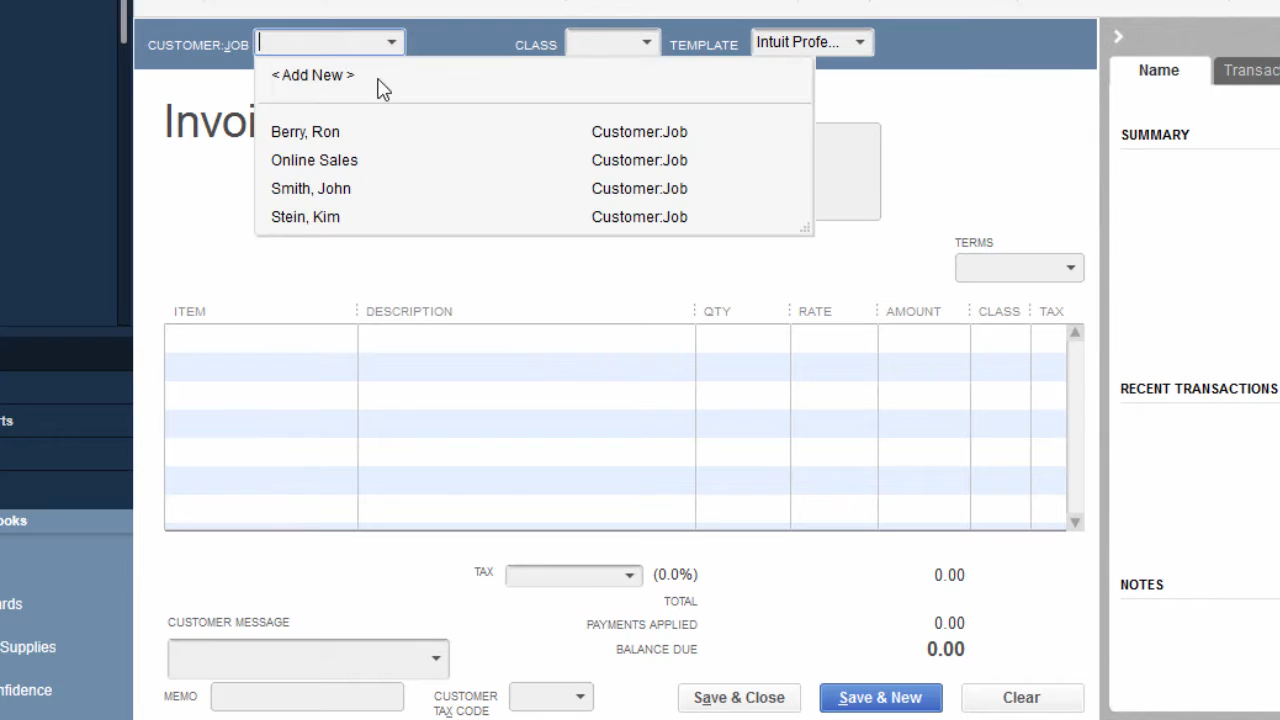 CUSTOMER:JOB CLASS TEMPLATE Intuit Profe...
< Add New >
Name Transac
Invoi
Berry, Ron Customer:Job
SUMMARY
Online Sales Customer:Job
Smith, John Customer:Job
Stein, Kim Customer:Job
TERMS
ITEM DESCRIPTION QTY RATE AMOUNT CLASS TAX
RECENT TRANSACTIONS
rts
ooks
TAX (0.0%) 0.00
NOTES
TOTAL
ards
CUSTOMER MESSAGE PAYMENTS APPLIED 0.00
Supplies BALANCE DUE 0.00
nfidence
MEMO CUSTOMER TAX CODE Save & Close Save & New Clear